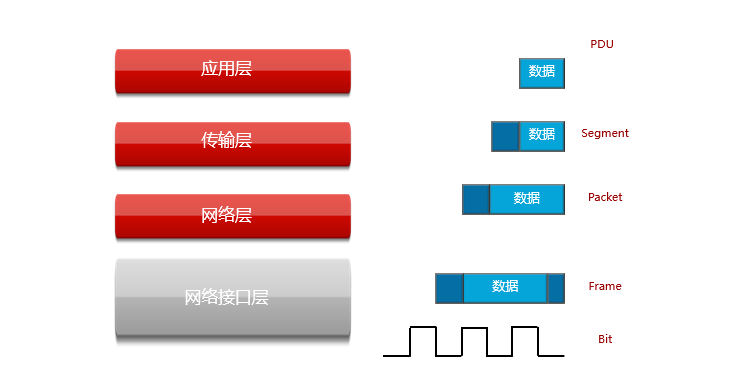 PDU
应用层
数据
传输层
数据
Segment
网络层
数据
Packet
网络接口层
数据
Frame
Bit